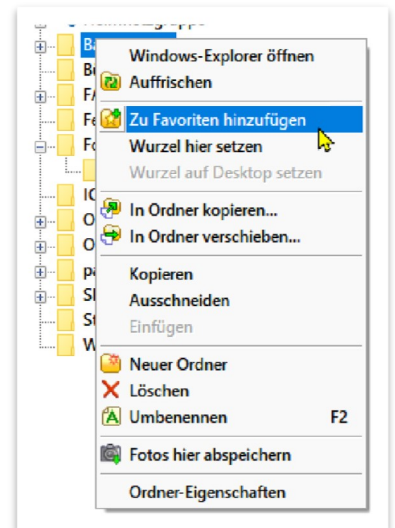 Windows-Explorer öffnen
Auffrischen
Zu Favoriten hinzufügen
Wurzel hier setzen
Wurzel auf Desktop setzen
In Ordner kopieren...
In Ordner verschieben...
Kopieren
Ausschneiden
Einfügen
Neuer Ordner
Löschen
Umbenennen F2
Fotos hier abspeichern
Ordner-Eigenschaften